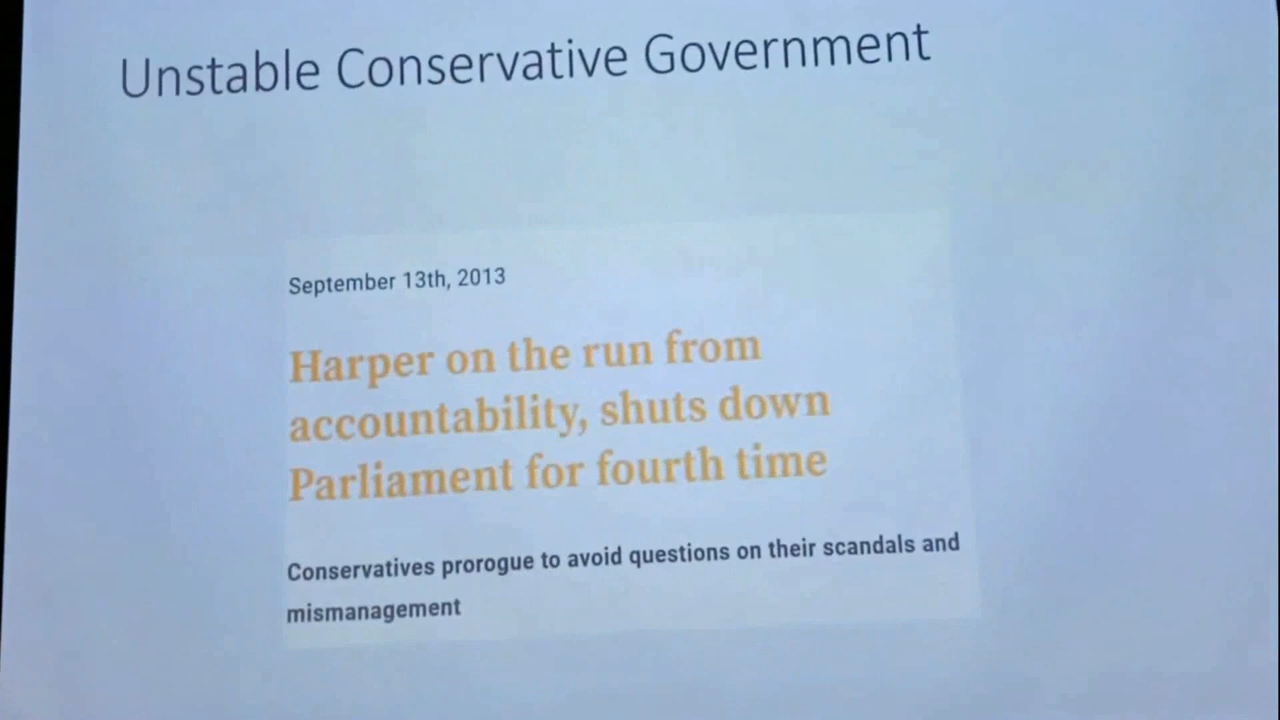 Unstable Conservative Government
September 13th, 2013
Harper on the run from
accountability, shuts down
Parliament for fourth time
Conservatives prorogue to avoid questions on their scandals and
mismanagement